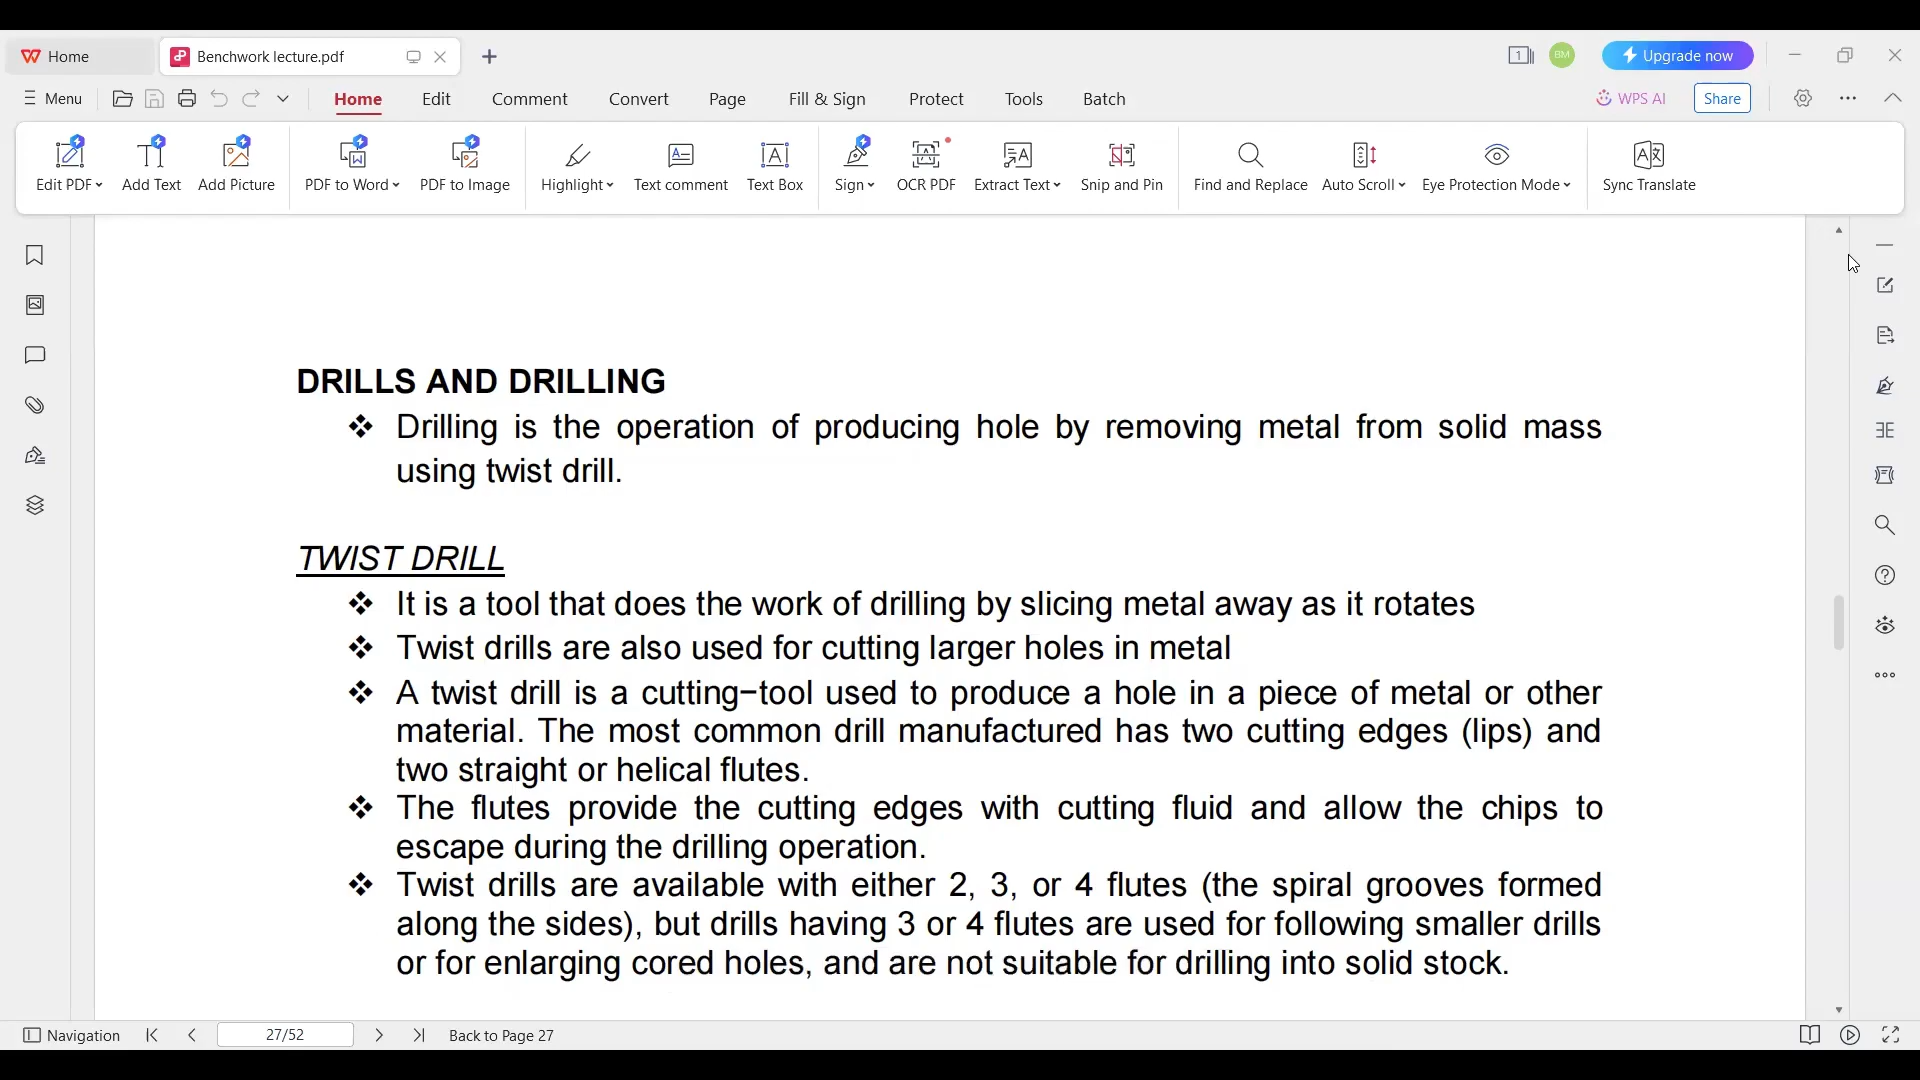 Home
Benchwork lecture.pdf
1
BM
Upgrade now
Menu
Home
Edit
Comment
Convert
Page
Fill & Sign
Protect
Tools
Batch
WPS AI
Share
Edit PDF
Add Text
Add Picture
PDF to Word
PDF to Image
Highlight
Text comment
Text Box
Sign
OCR PDF
Extract Text
Snip and Pin
Find and Replace
Auto Scroll
Eye Protection Mode
Sync Translate
DRILLS AND DRILLING
❖ Drilling is the operation of producing hole by removing metal from solid mass
using twist drill.
TWIST DRILL
❖ It is a tool that does the work of drilling by slicing metal away as it rotates
❖ Twist drills are also used for cutting larger holes in metal
❖ A twist drill is a cutting−tool used to produce a hole in a piece of metal or other
material. The most common drill manufactured has two cutting edges (lips) and
two straight or helical flutes.
❖ The flutes provide the cutting edges with cutting fluid and allow the chips to
escape during the drilling operation.
❖ Twist drills are available with either 2, 3, or 4 flutes (the spiral grooves formed
along the sides), but drills having 3 or 4 flutes are used for following smaller drills
or for enlarging cored holes, and are not suitable for drilling into solid stock.
Navigation
27/52
Back to Page 27